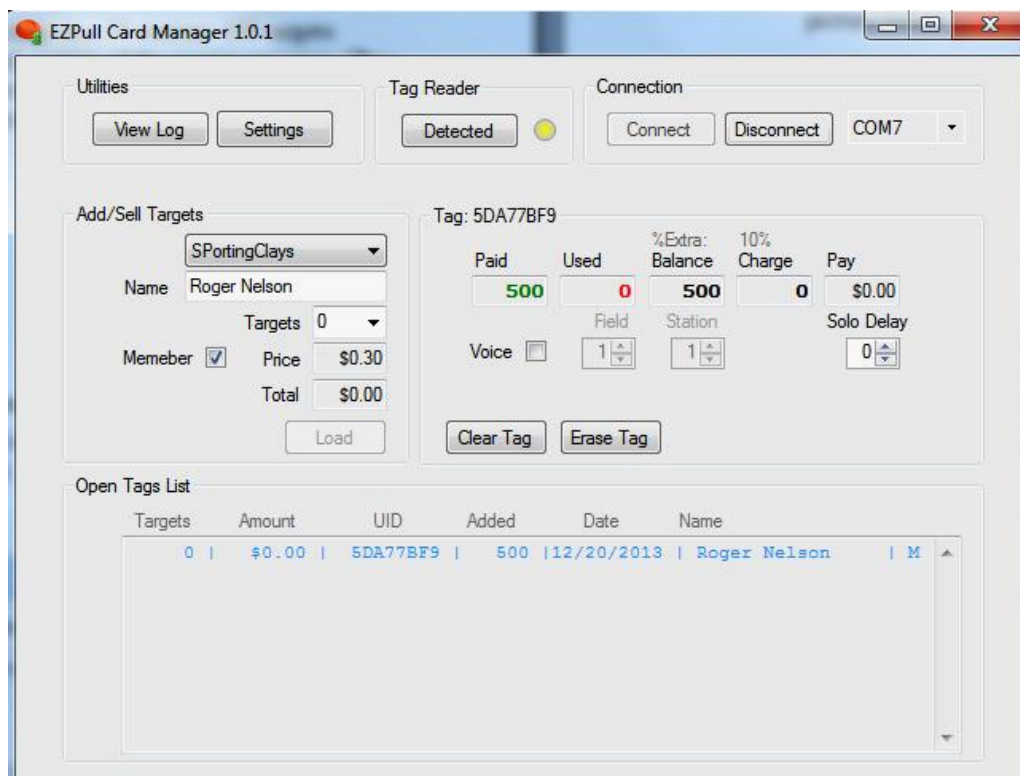 EZPull Card Manager 1.0.1
Utilities
View Log Settings
Tag Reader
Detected
Connection
Connect Disconnect COM7
Add/Sell Targets
SPortingClays
Name Roger Nelson
Targets 0
Memeber Price $0.30
Total $0.00
Load
Tag: 5DA77BF9
%Extra: 10%
Paid Used Balance Charge Pay
500 0 500 0 $0.00
Field Station Solo Delay
Voice 1 1 0
Clear Tag Erase Tag
Open Tags List
Targets Amount UID Added Date Name
0 | $0.00 | 5DA77BF9 | 500 |12/20/2013 | Roger Nelson | M